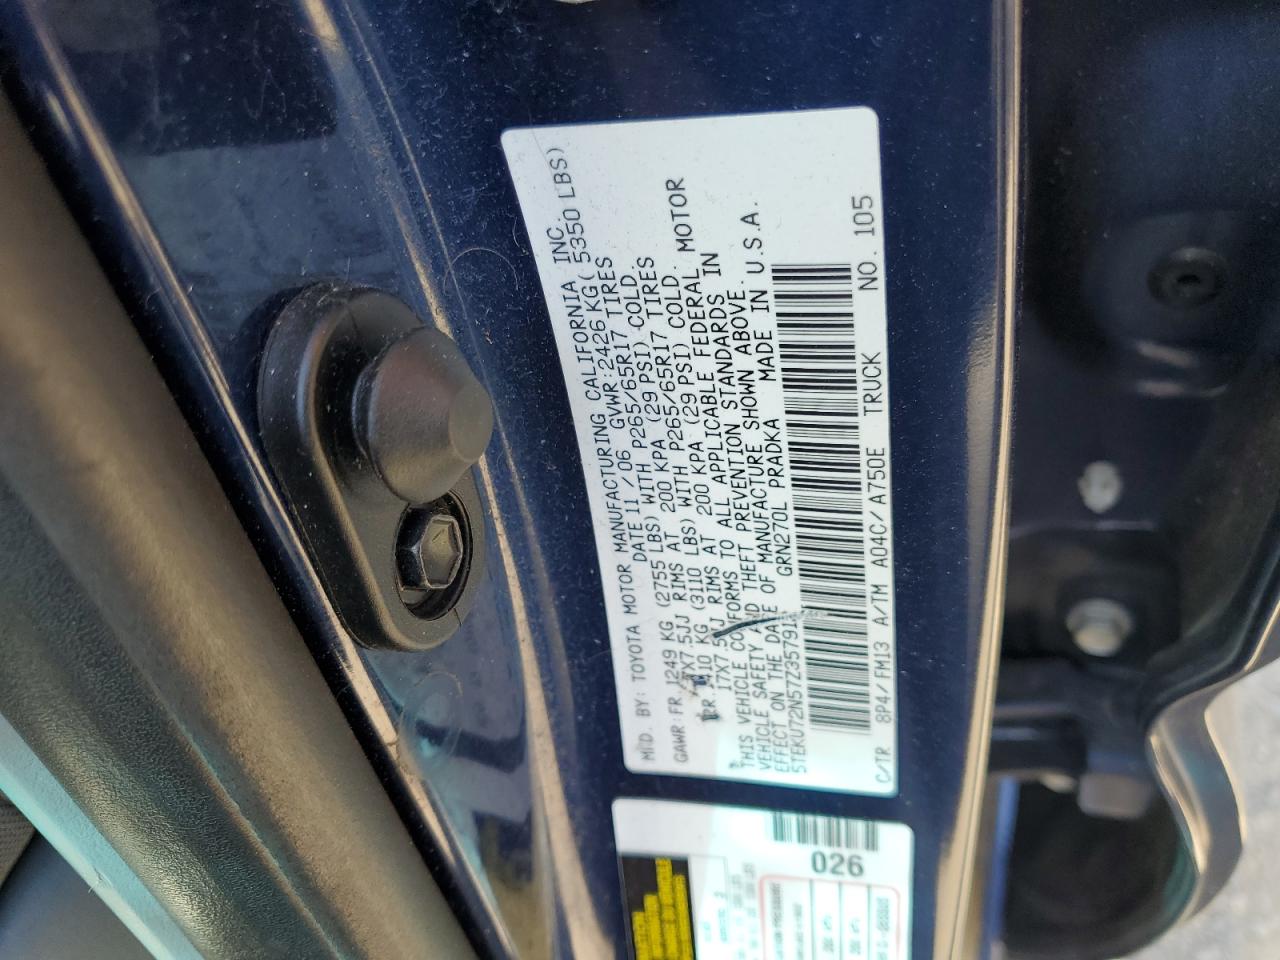 MFD. BY: TOYOTA MOTOR MANUFACTURING CALIFORNIA INC.
DATE 11/06 GVWR:2426 KG( 5350 LBS)
GAWR:FR. 1249 KG (2755 LBS) WITH P265/65R17 TIRES
17X7.5JJ RIMS AT 200 KPA (29 PSI) COLD.
RR. 1410 KG (3110 LBS) WITH P265/65R17 TIRES
17X7.5JJ RIMS AT 200 KPA (29 PSI) COLD.
THIS VEHICLE CONFORMS TO ALL APPLICABLE FEDERAL MOTOR
VEHICLE SAFETY AND THEFT PREVENTION STANDARDS IN
EFFECT ON THE DATE OF MANUFACTURE SHOWN ABOVE.
5TEKU72N57Z35791 GRN270L PRADKA MADE IN U.S.A.
C/TR 8P4/FM13 A/TM A04C/A750E TRUCK NO. 105
026